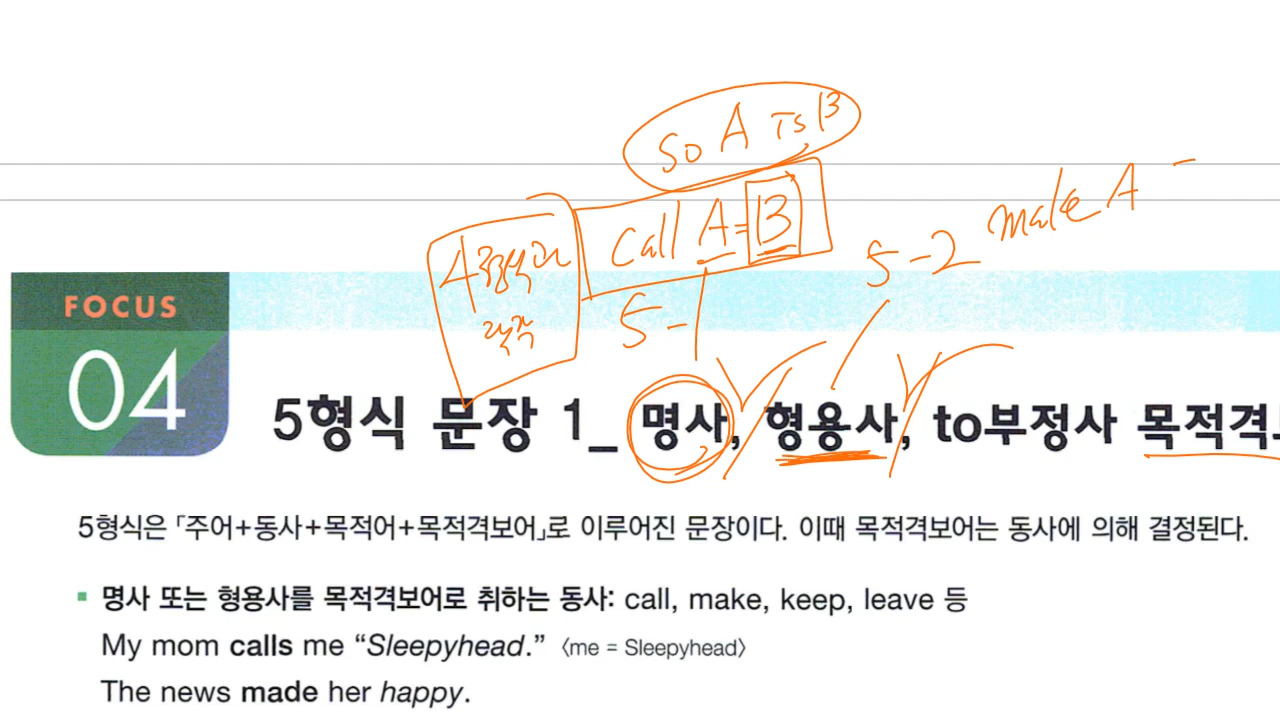 So A is B
call A = B
make A
5-2
4형식과
착각
5-1
FOCUS
04
5형식 문장 1_ 명사, 형용사, to부정사 목적격
5형식은 「주어+동사+목적어+목적격보어」로 이루어진 문장이다. 이때 목적격보어는 동사에 의해 결정된다.
▪ 명사 또는 형용사를 목적격보어로 취하는 동사: call, make, keep, leave 등
My mom calls me “Sleepyhead.” 〈me = Sleepyhead〉
The news made her happy.